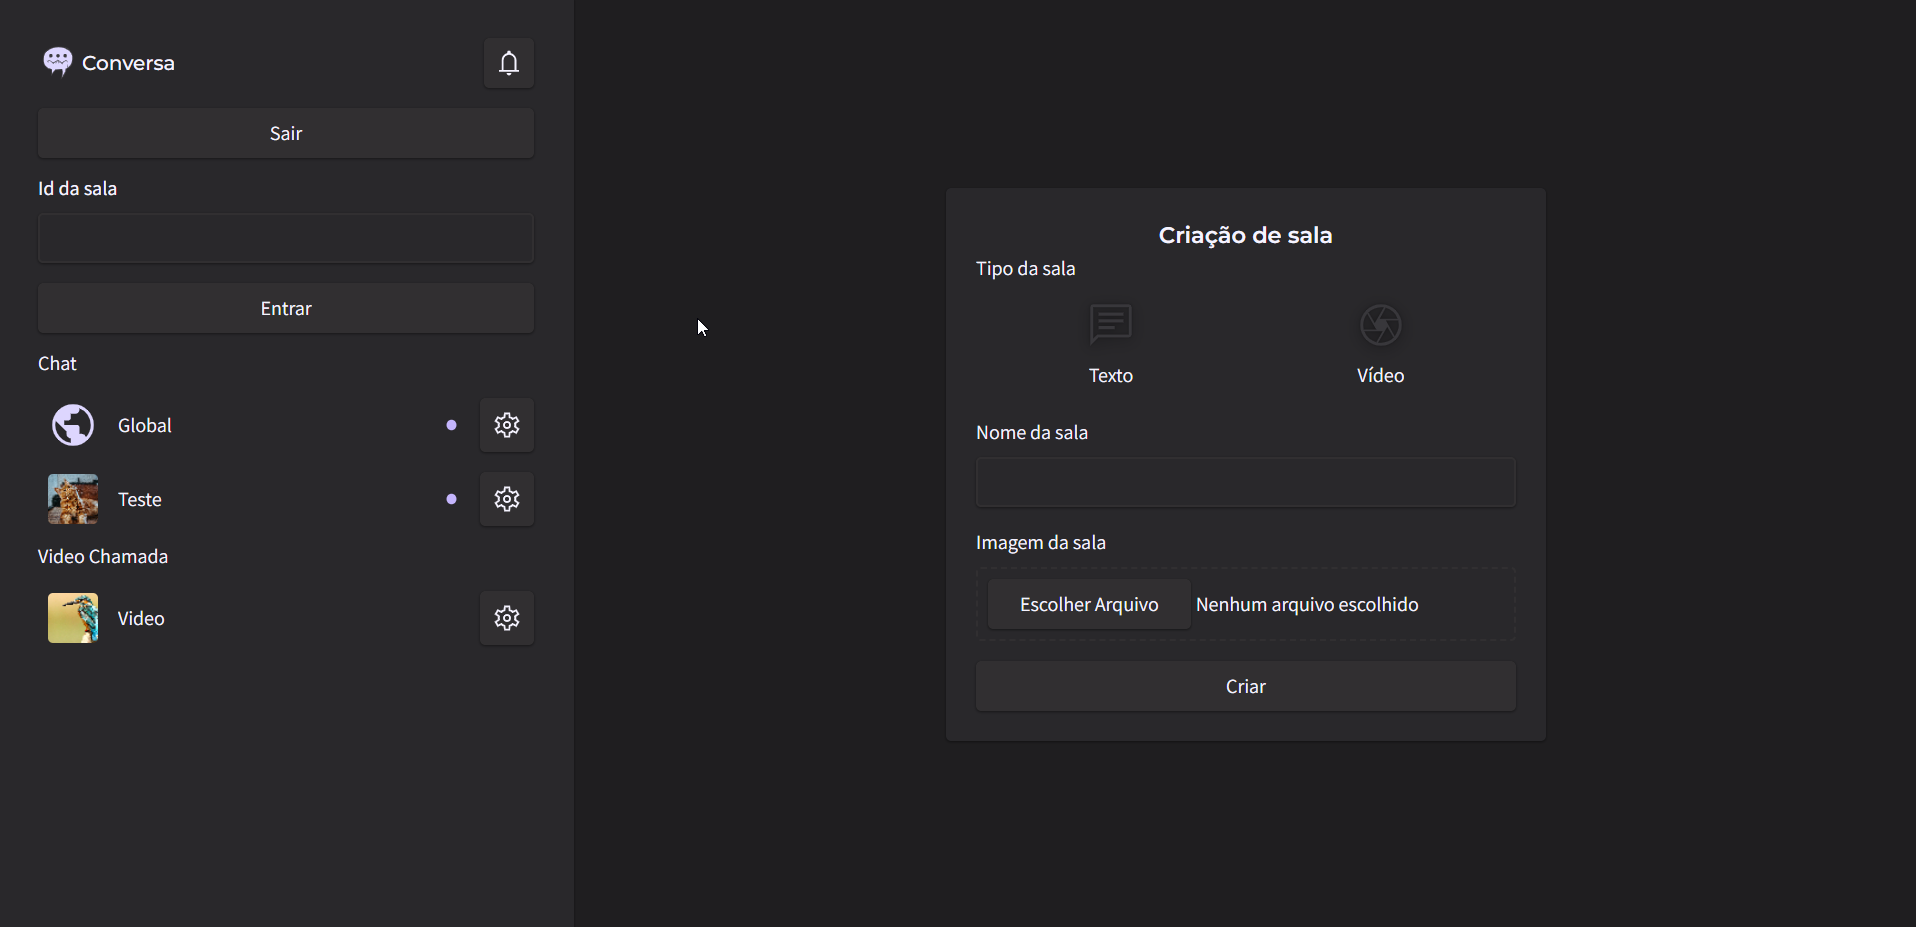 Conversa
Sair
Id da sala
Entrar
Chat
Global
Teste
Video Chamada
Video
Criação de sala
Tipo da sala
Texto Vídeo
Nome da sala
Imagem da sala
Escolher Arquivo Nenhum arquivo escolhido
Criar